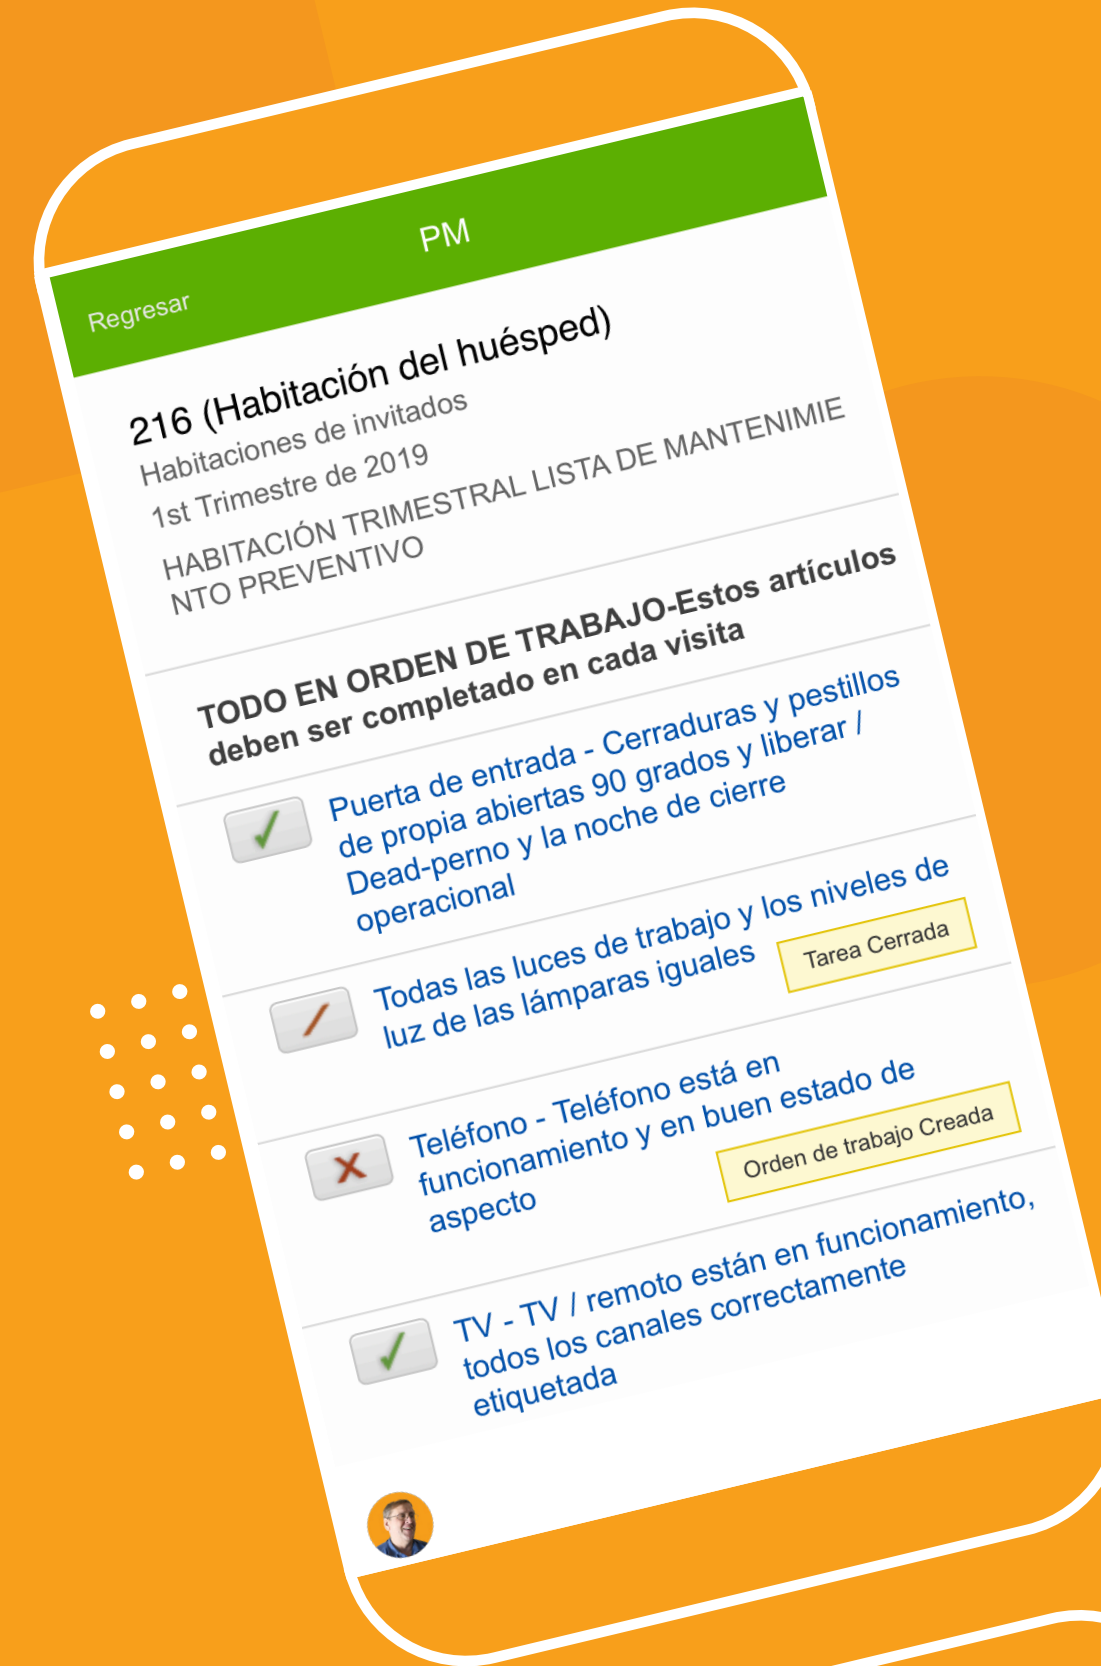 PM
Regresar
216 (Habitación del huésped)
Habitaciones de invitados
1st Trimestre de 2019
HABITACIÓN TRIMESTRAL LISTA DE MANTENIMIE
NTO PREVENTIVO
TODO EN ORDEN DE TRABAJO-Estos artículos
deben ser completado en cada visita
Puerta de entrada - Cerraduras y pestillos
de propia abiertas 90 grados y liberar /
Dead-perno y la noche de cierre
operacional
Todas las luces de trabajo y los niveles de
luz de las lámparas iguales
Tarea Cerrada
Teléfono - Teléfono está en
funcionamiento y en buen estado de
aspecto
Orden de trabajo Creada
TV - TV / remoto están en funcionamiento,
todos los canales correctamente
etiquetada